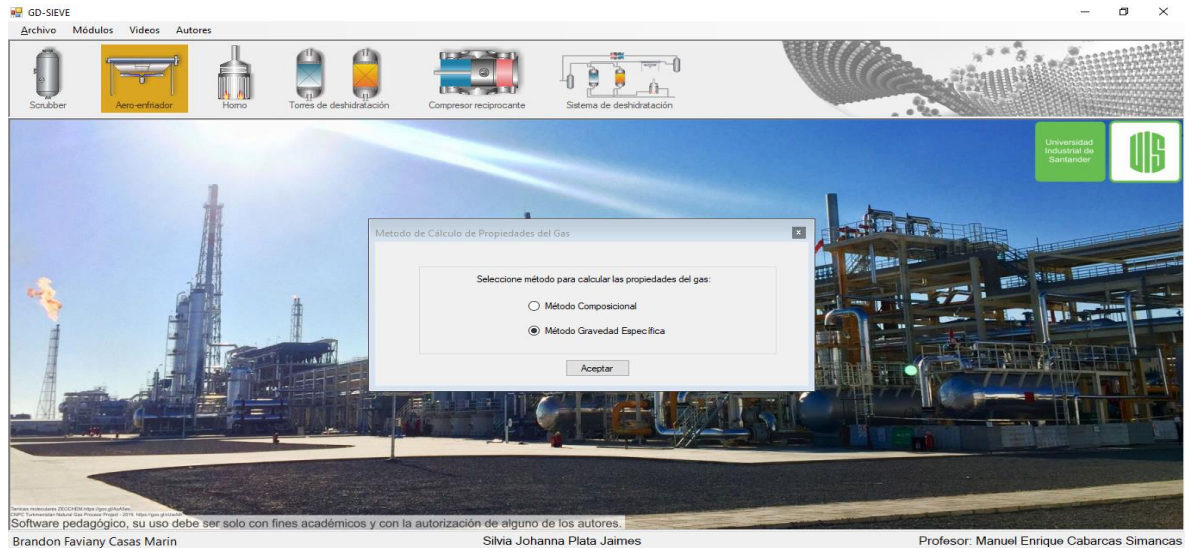 GD-SIEVE
Archivo Módulos Videos Autores
Scrubber Aero-enfriador Horno Torres de deshidratación Compresor reciprocante Sistema de deshidratación
Universidad
Industrial de
Santander
UIS
Metodo de Cálculo de Propiedades del Gas
Seleccione método para calcular las propiedades del gas:
Método Composicional
Método Gravedad Específica
Aceptar
Software pedagógico, su uso debe ser solo con fines académicos y con la autorización de alguno de los autores.
Brandon Faviany Casas Marin Silvia Johanna Plata Jaimes Profesor: Manuel Enrique Cabarcas Simancas